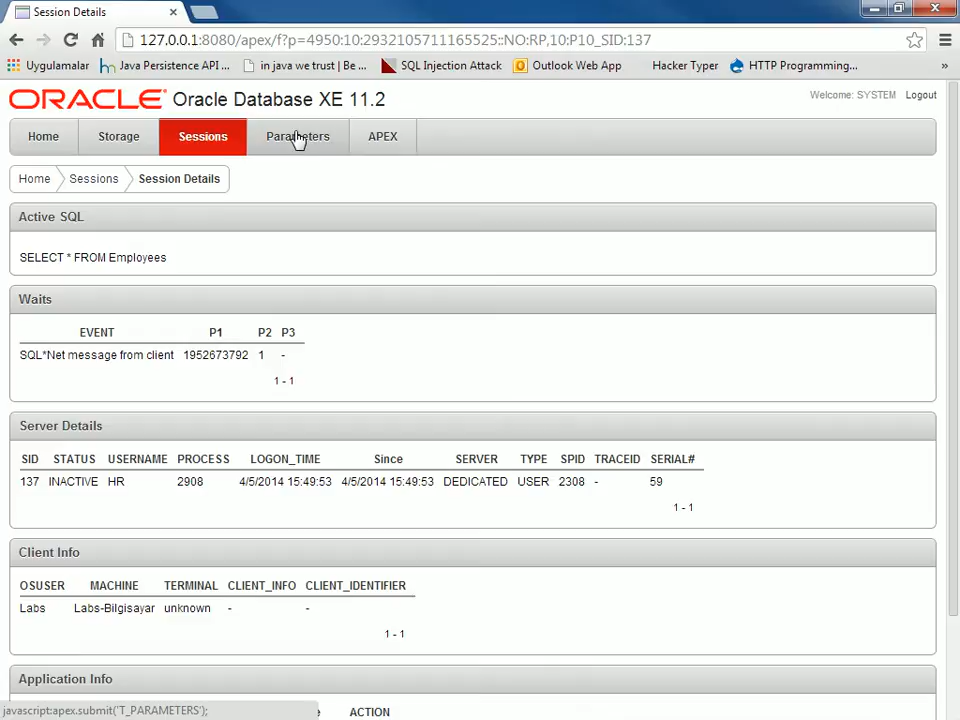 Session Details
127.0.0.1:8080/apex/f?p=4950:10:2932105711165525::NO:RP,10:P10_SID:137
Uygulamalar Java Persistence API ... in java we trust | Be ... SQL Injection Attack Outlook Web App Hacker Typer HTTP Programming... »
ORACLE Oracle Database XE 11.2 Welcome: SYSTEM Logout
Home Storage Sessions Parameters APEX
Home Sessions Session Details
Active SQL
SELECT * FROM Employees
Waits
EVENT P1 P2 P3
SQL*Net message from client 1952673792 1 -
1 - 1
Server Details
SID STATUS USERNAME PROCESS LOGON_TIME Since SERVER TYPE SPID TRACEID SERIAL#
137 INACTIVE HR 2908 4/5/2014 15:49:53 4/5/2014 15:49:53 DEDICATED USER 2308 - 59
1 - 1
Client Info
OSUSER MACHINE TERMINAL CLIENT_INFO CLIENT_IDENTIFIER
Labs Labs-Bilgisayar unknown - -
1 - 1
Application Info
javascript:apex.submit('T_PARAMETERS'); ACTION